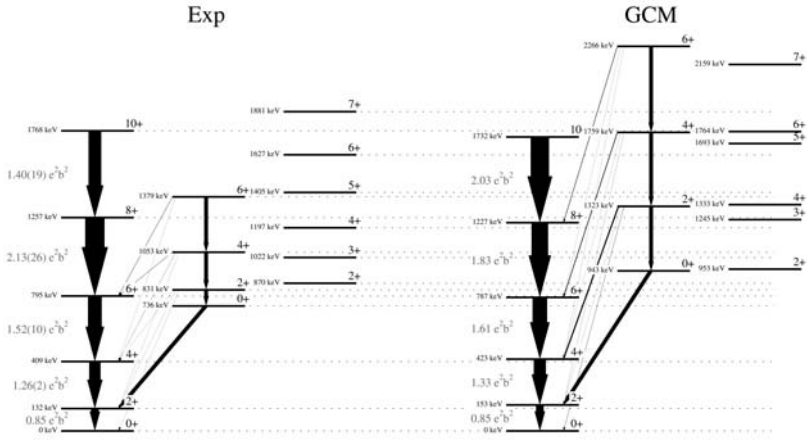 Exp GCM
2266 keV 6+
2159 keV 7+
1881 keV 7+
1768 keV 10+
1732 keV 10
1759 keV 4+
1764 keV 6+
1693 keV 5+
1627 keV 6+
1.40(19) e²b²
2.03 e²b²
1379 keV 6+
1405 keV 5+
1323 keV 2+
1333 keV 4+
1257 keV 8+
1197 keV 4+
1227 keV 8+
1245 keV 3+
2.13(26) e²b²
1.83 e²b²
1053 keV 4+
1022 keV 3+
943 keV 0+
953 keV 2+
831 keV 2+
870 keV 2+
795 keV 6+
736 keV 0+
787 keV 6+
1.52(10) e²b²
1.61 e²b²
409 keV 4+
423 keV 4+
1.26(2) e²b²
1.33 e²b²
132 keV 2+
153 keV 2+
0.85 e²b²
0.85 e²b²
0 keV 0+
0 keV 0+